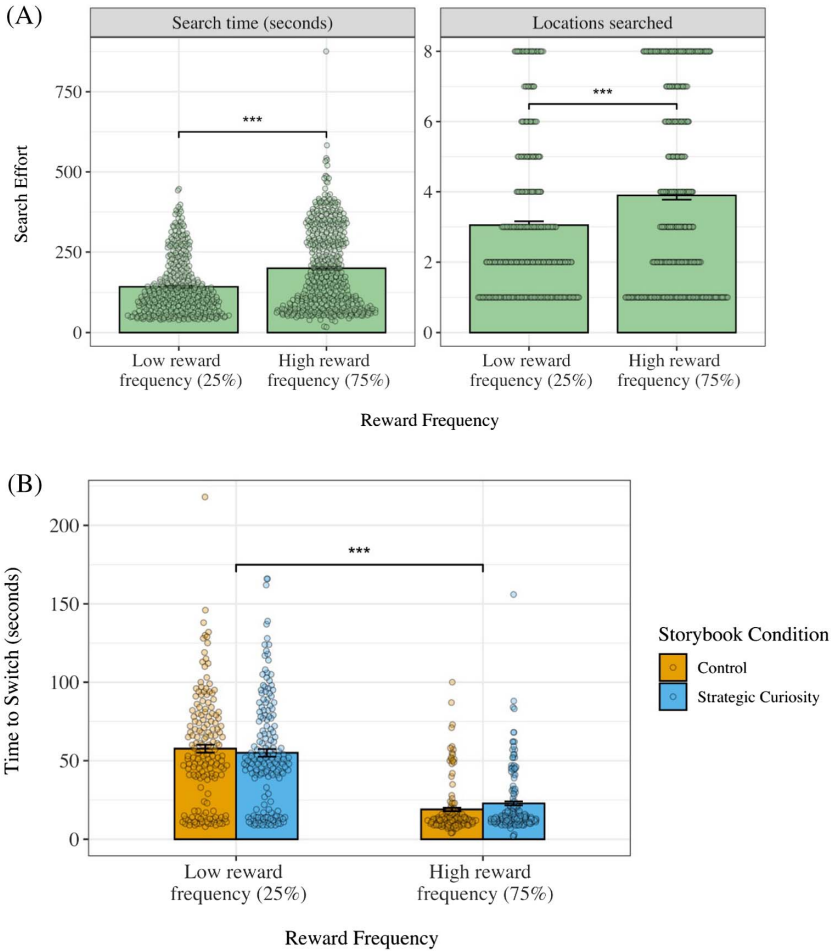 (A)
Search time (seconds)
Locations searched
Search Effort
750
500
250
0
***
8
6
4
2
0
***
Low reward
frequency (25%)
High reward
frequency (75%)
Low reward
frequency (25%)
High reward
frequency (75%)
Reward Frequency
(B)
Time to Switch (seconds)
200
150
100
50
0
***
Low reward
frequency (25%)
High reward
frequency (75%)
Reward Frequency
Storybook Condition
Control
Strategic Curiosity